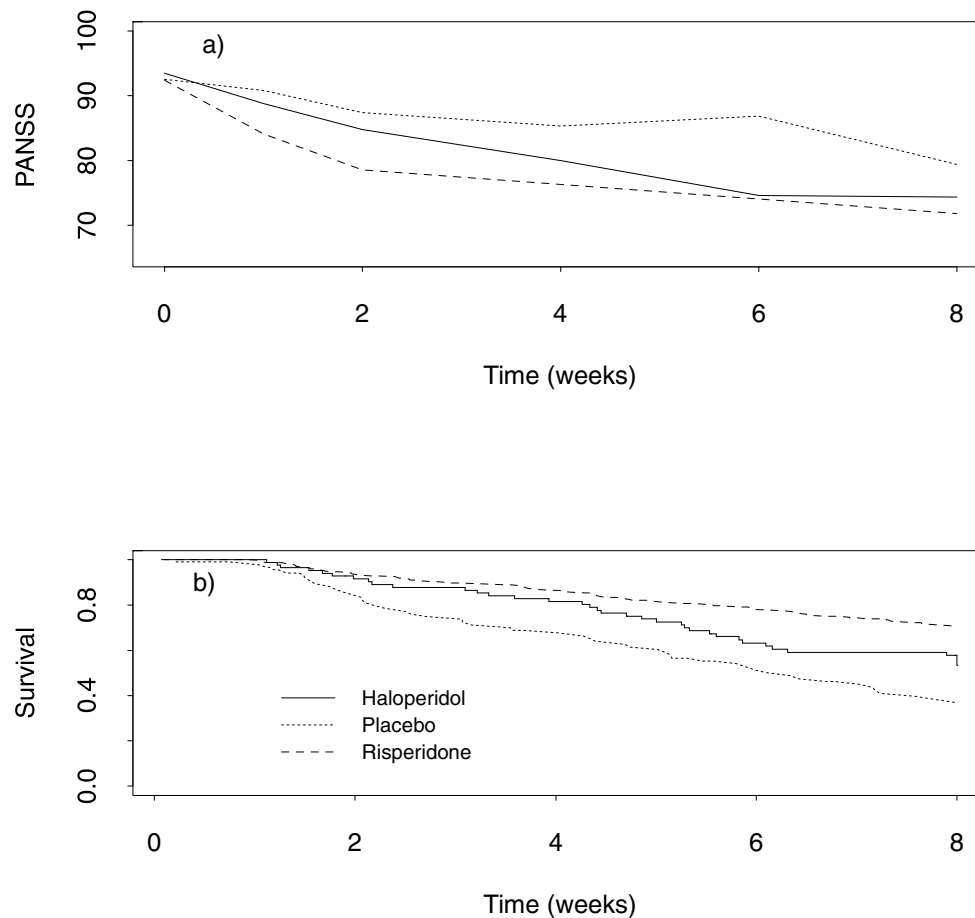 a)
PANSS
100
90
80
70
0 2 4 6 8
Time (weeks)
b)
Survival
0.8
0.4
0.0
Haloperidol
Placebo
Risperidone
0 2 4 6 8
Time (weeks)